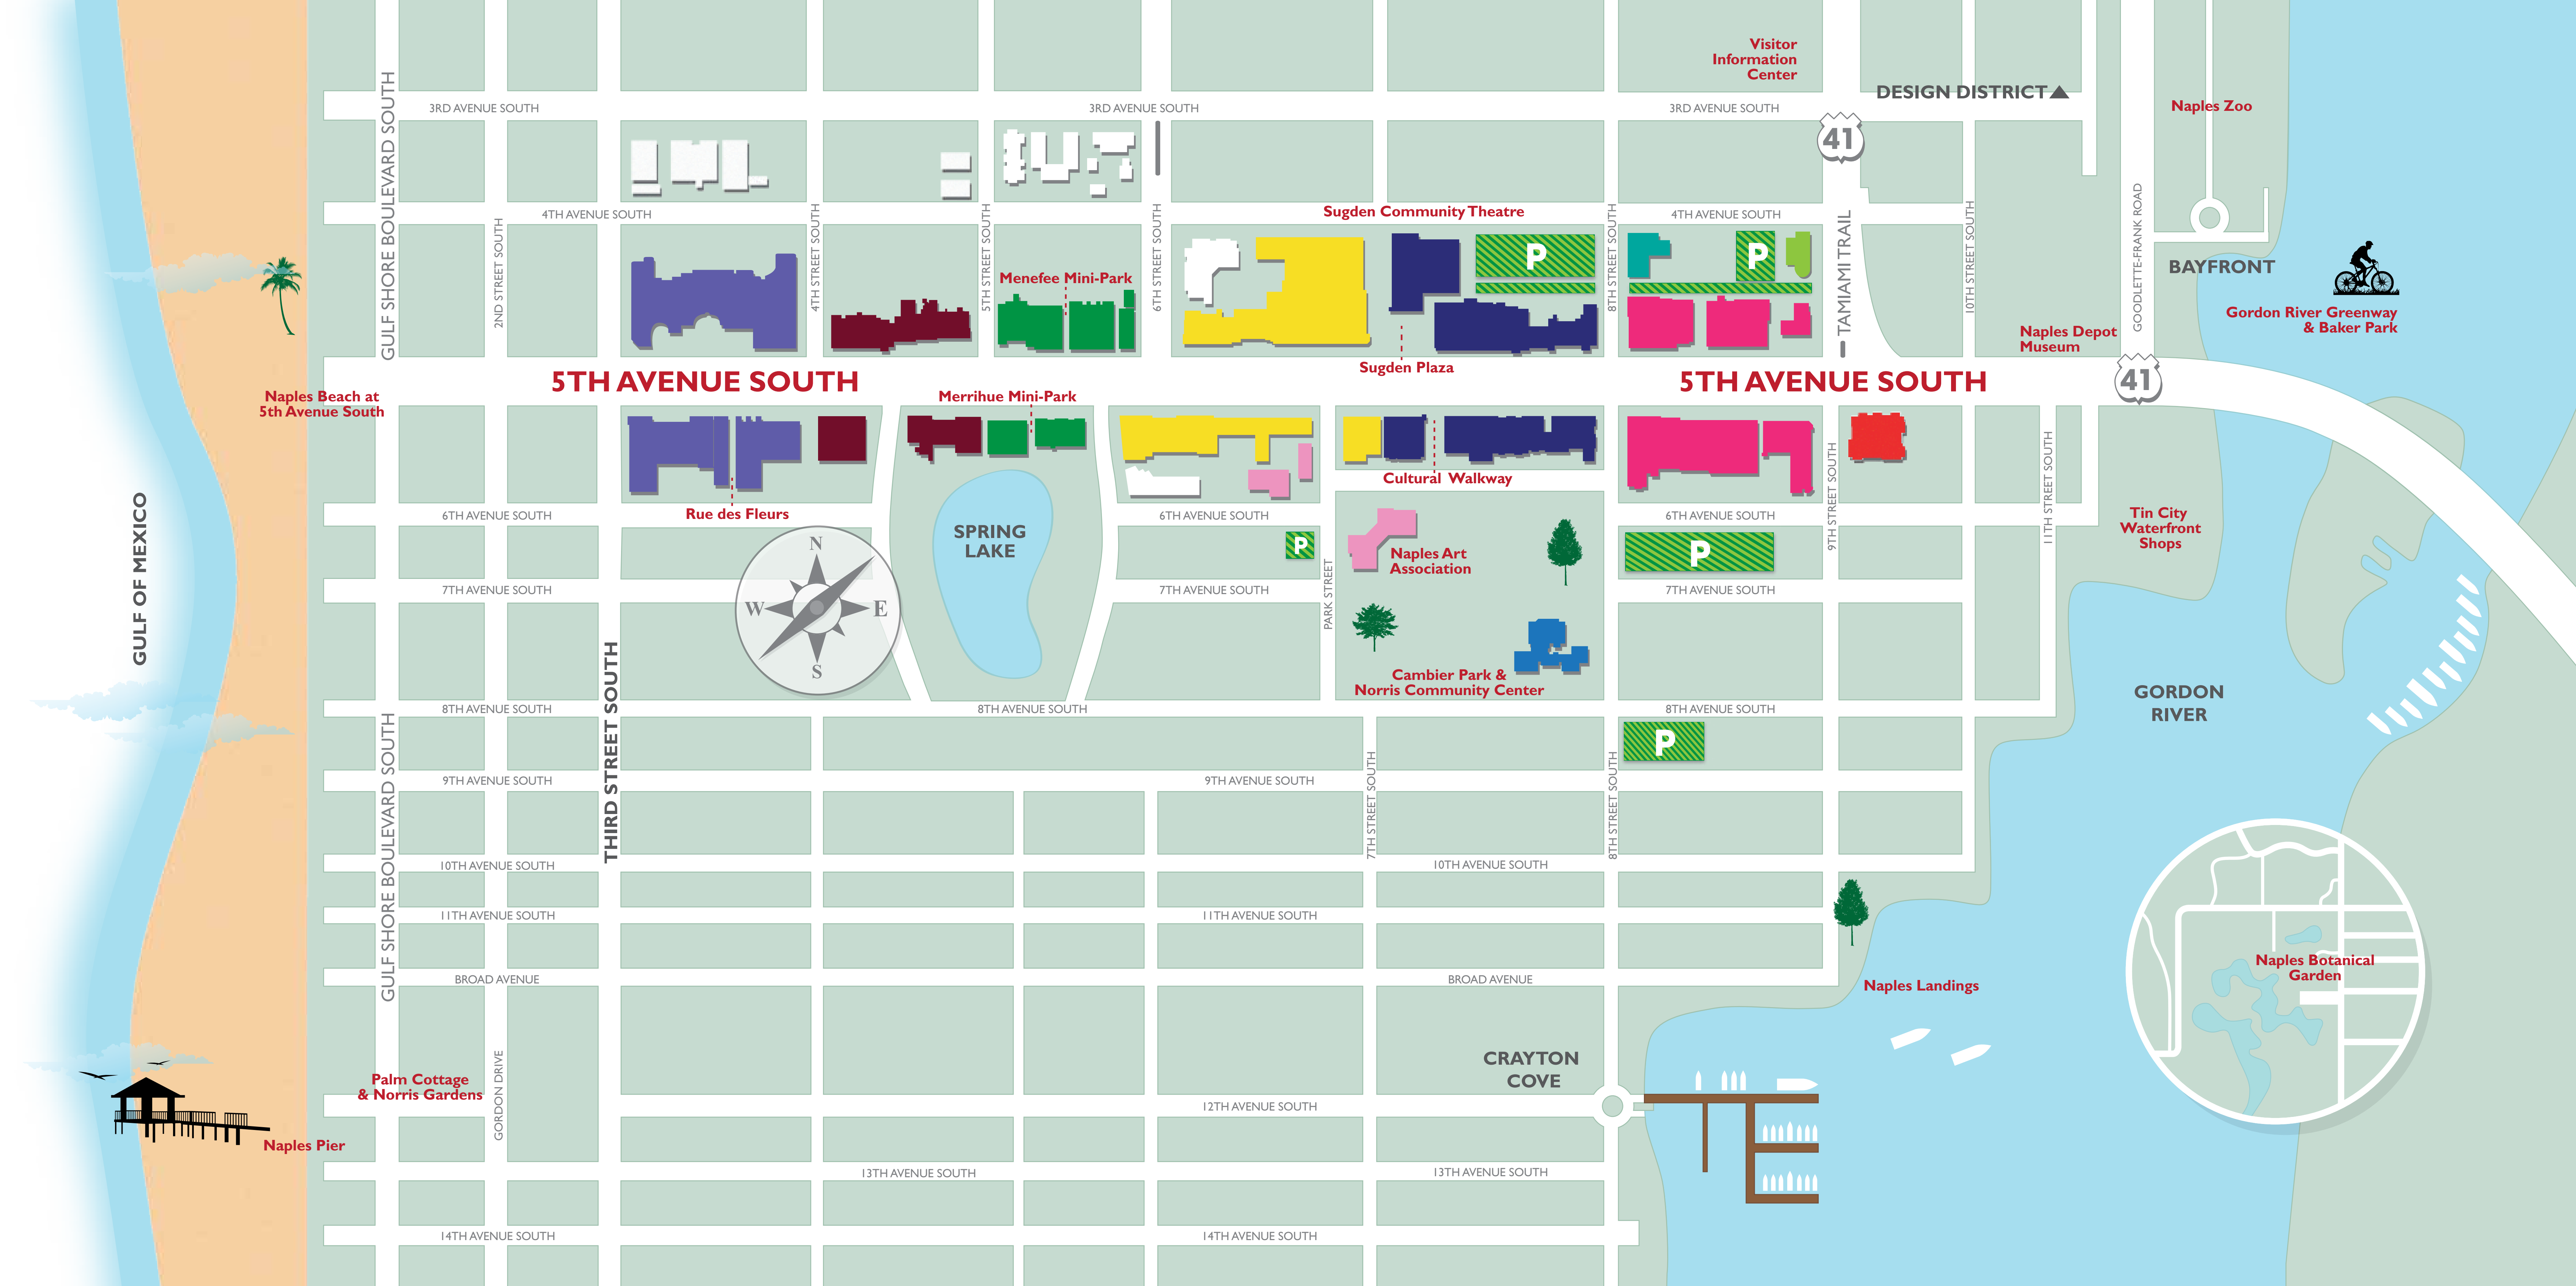 Visitor
Information
Center
DESIGN DISTRICT
3RD AVENUE SOUTH
3RD AVENUE SOUTH
3RD AVENUE SOUTH
Naples Zoo
41
GULF SHORE BOULEVARD SOUTH
2ND STREET SOUTH
4TH AVENUE SOUTH
4TH STREET SOUTH
5TH STREET SOUTH
6TH STREET SOUTH
Sugden Community Theatre
8TH STREET SOUTH
4TH AVENUE SOUTH
TAMIAMI TRAIL
10TH STREET SOUTH
GOODLETTE-FRANK ROAD
P
P
BAYFRONT
Menefee Mini-Park
Gordon River Greenway
& Baker Park
Naples Depot
Museum
Sugden Plaza
5TH AVENUE SOUTH
5TH AVENUE SOUTH
41
Naples Beach at
5th Avenue South
Merrihue Mini-Park
Cultural Walkway
9TH STREET SOUTH
11TH STREET SOUTH
GULF OF MEXICO
6TH AVENUE SOUTH
Rue des Fleurs
6TH AVENUE SOUTH
6TH AVENUE SOUTH
Tin City
Waterfront
Shops
SPRING
LAKE
N
W
E
S
P
Naples Art
Association
P
7TH AVENUE SOUTH
7TH AVENUE SOUTH
PARK STREET
7TH AVENUE SOUTH
THIRD STREET SOUTH
Cambier Park &
Norris Community Center
GORDON
RIVER
8TH AVENUE SOUTH
8TH AVENUE SOUTH
8TH AVENUE SOUTH
P
GULF SHORE BOULEVARD SOUTH
9TH AVENUE SOUTH
9TH AVENUE SOUTH
7TH STREET SOUTH
8TH STREET SOUTH
10TH AVENUE SOUTH
10TH AVENUE SOUTH
11TH AVENUE SOUTH
11TH AVENUE SOUTH
BROAD AVENUE
BROAD AVENUE
Naples Landings
Naples Botanical
Garden
CRAYTON
COVE
Palm Cottage
& Norris Gardens
GORDON DRIVE
12TH AVENUE SOUTH
Naples Pier
13TH AVENUE SOUTH
13TH AVENUE SOUTH
14TH AVENUE SOUTH
14TH AVENUE SOUTH